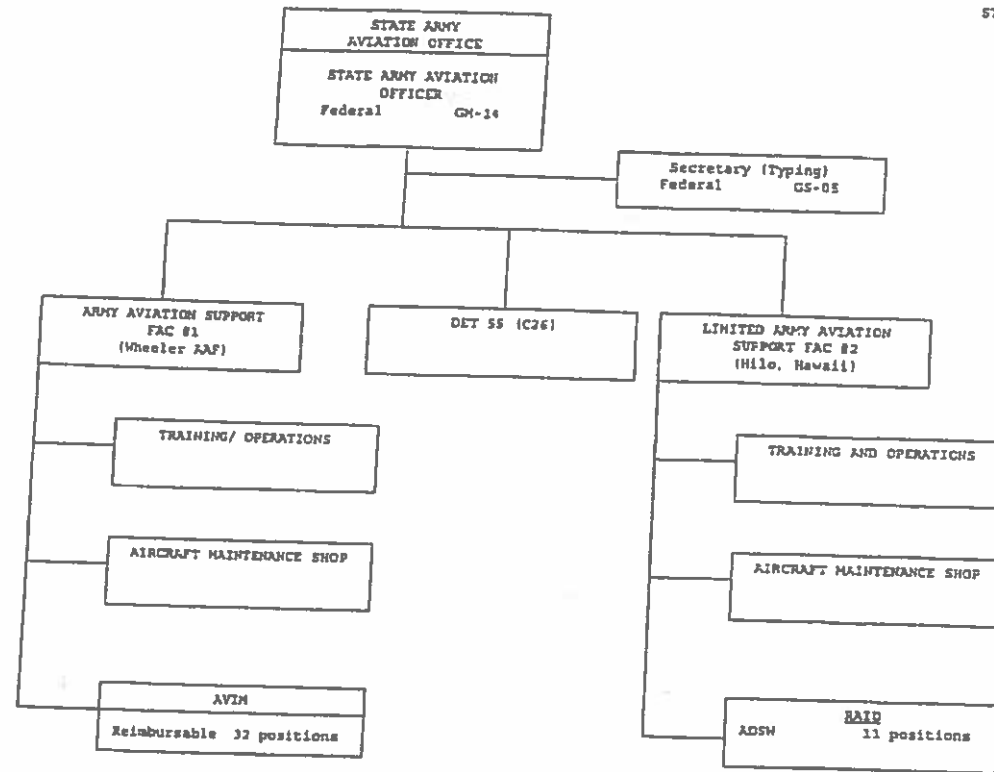 ST
STATE ARMY
AVIATION OFFICE
STATE ARMY AVIATION
OFFICER
Federal GM-14
Secretary (Typing)
Federal GS-05
ARMY AVIATION SUPPORT
FAC #1
(Wheeler AAF)
DET 55 (C26)
LIMITED ARMY AVIATION
SUPPORT FAC #2
(Hilo, Hawaii)
TRAINING/ OPERATIONS
TRAINING AND OPERATIONS
AIRCRAFT MAINTENANCE SHOP
AIRCRAFT MAINTENANCE SHOP
AVIM
Reimbursable 32 positions
RAID
ADSW 11 positions